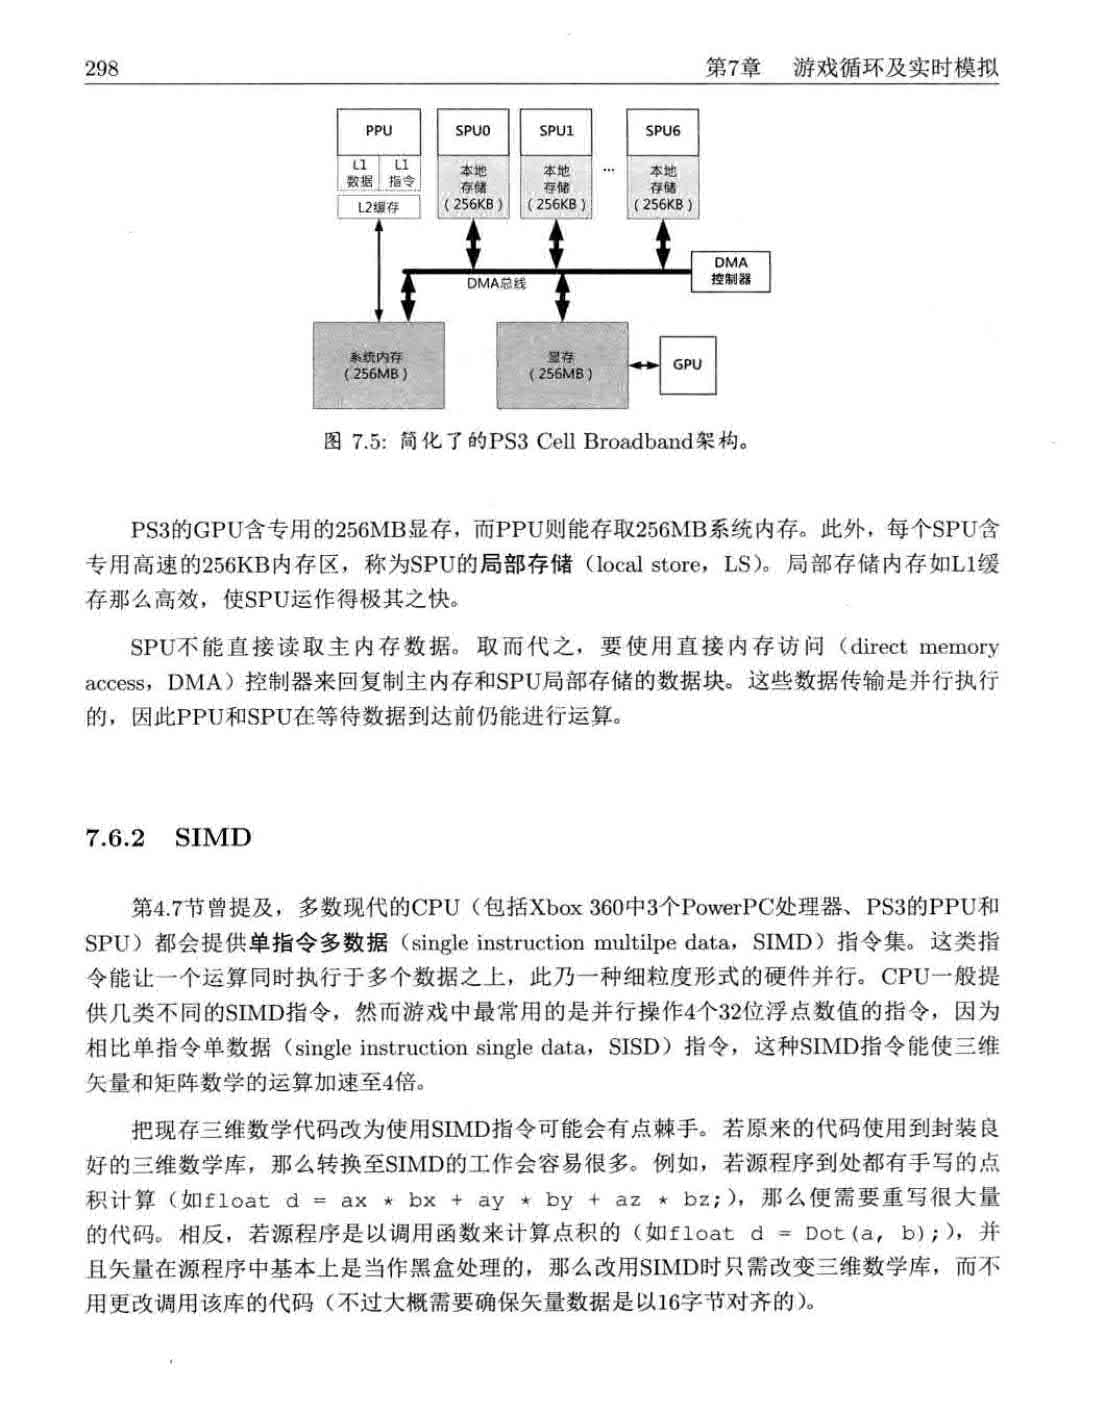 298
第7章 游戏循环及实时模拟
PPU
SPU0
SPU1
SPU6
L1
数据
L1
指令
L2缓存
本地
存储
(256KB)
本地
存储
(256KB)
...
本地
存储
(256KB)
DMA
控制器
DMA总线
系统内存
(256MB)
显存
(256MB)
GPU
图 7.5: 简化了的PS3 Cell Broadband架构。
PS3的GPU含专用的256MB显存，而PPU则能存取256MB系统内存。此外，每个SPU含
专用高速的256KB内存区，称为SPU的局部存储（local store，LS）。局部存储内存如L1缓
存那么高效，使SPU运作得极其之快。
SPU不能直接读取主内存数据。取而代之，要使用直接内存访问（direct memory
access，DMA）控制器来回复制主内存和SPU局部存储的数据块。这些数据传输是并行执行
的，因此PPU和SPU在等待数据到达前仍能进行运算。
7.6.2 SIMD
第4.7节曾提及，多数现代的CPU（包括Xbox 360中3个PowerPC处理器、PS3的PPU和
SPU）都会提供单指令多数据（single instruction multilpe data，SIMD）指令集。这类指
令能让一个运算同时执行于多个数据之上，此乃一种细粒度形式的硬件并行。CPU一般提
供几类不同的SIMD指令，然而游戏中最常用的是并行操作4个32位浮点数值的指令，因为
相比单指令单数据（single instruction single data，SISD）指令，这种SIMD指令能使三维
矢量和矩阵数学的运算加速至4倍。
把现存三维数学代码改为使用SIMD指令可能会有点棘手。若原来的代码使用到封装良
好的三维数学库，那么转换至SIMD的工作会容易很多。例如，若源程序到处都有手写的点
积计算（如float d = ax * bx + ay * by + az * bz;），那么便需要重写很大量
的代码。相反，若源程序是以调用函数来计算点积的（如float d = Dot(a, b);），并
且矢量在源程序中基本上是当作黑盒处理的，那么改用SIMD时只需改变三维数学库，而不
用更改调用该库的代码（不过大概需要确保矢量数据是以16字节对齐的）。